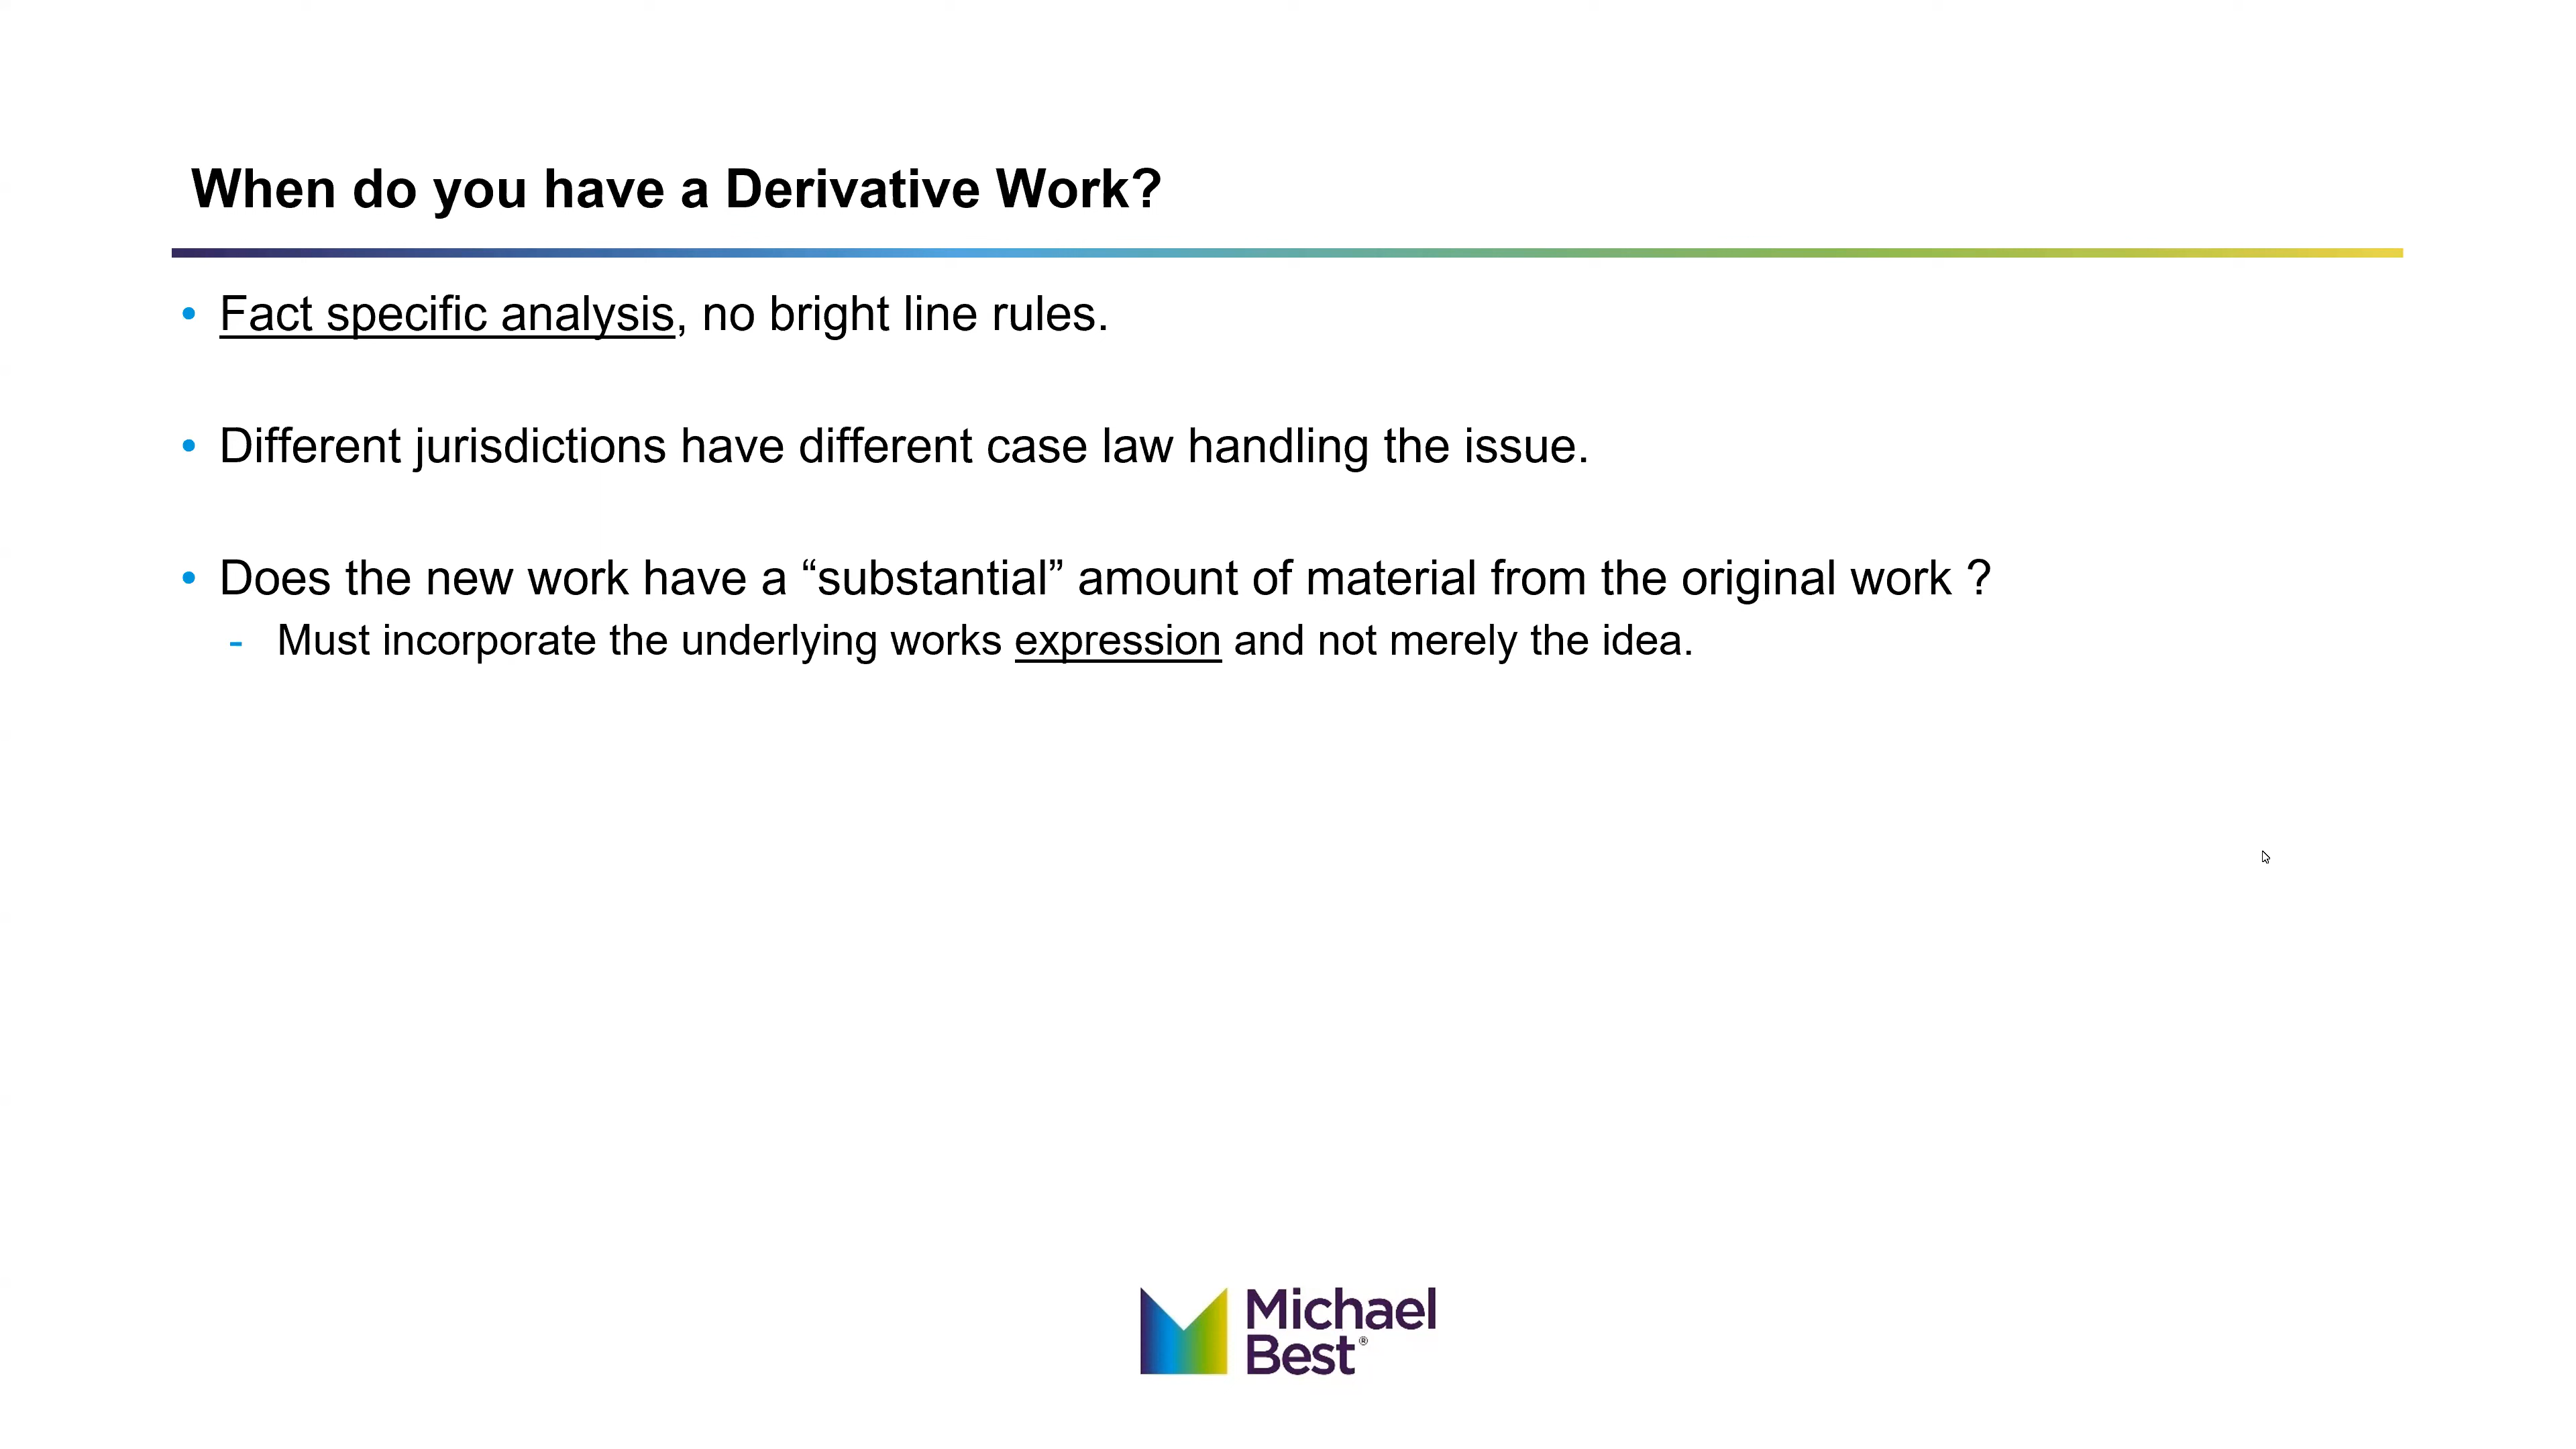 When do you have a Derivative Work?
• Fact specific analysis, no bright line rules.
• Different jurisdictions have different case law handling the issue.
• Does the new work have a “substantial” amount of material from the original work ?
- Must incorporate the underlying works expression and not merely the idea.
Michael
Best®